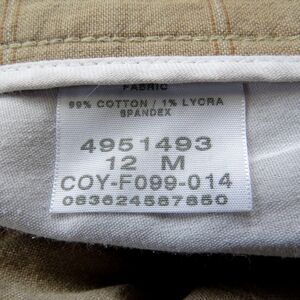 FABRIC
99% COTTON / 1% LYCRA
SPANDEX
4951493
12 M
COY-F099-014
083624587850